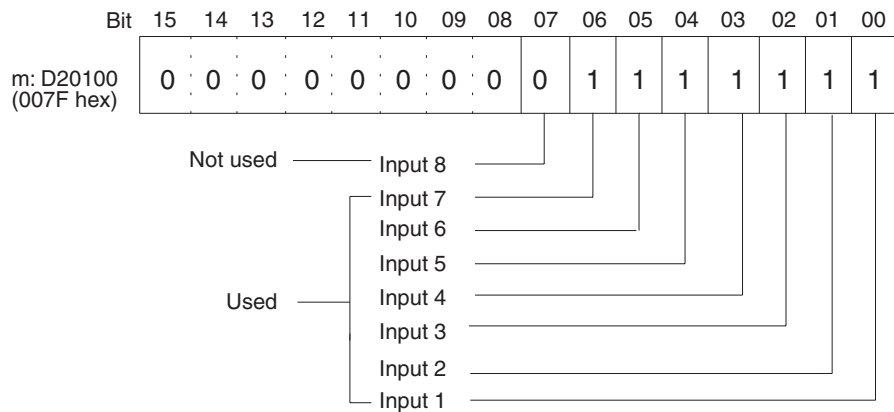 Bit 15 14 13 12 11 10 09 08 07 06 05 04 03 02 01 00
m: D20100
(007F hex)
0 0 0 0 0 0 0 0 0 1 1 1 1 1 1 1
Not used Input 8
Input 7
Input 6
Input 5
Used Input 4
Input 3
Input 2
Input 1